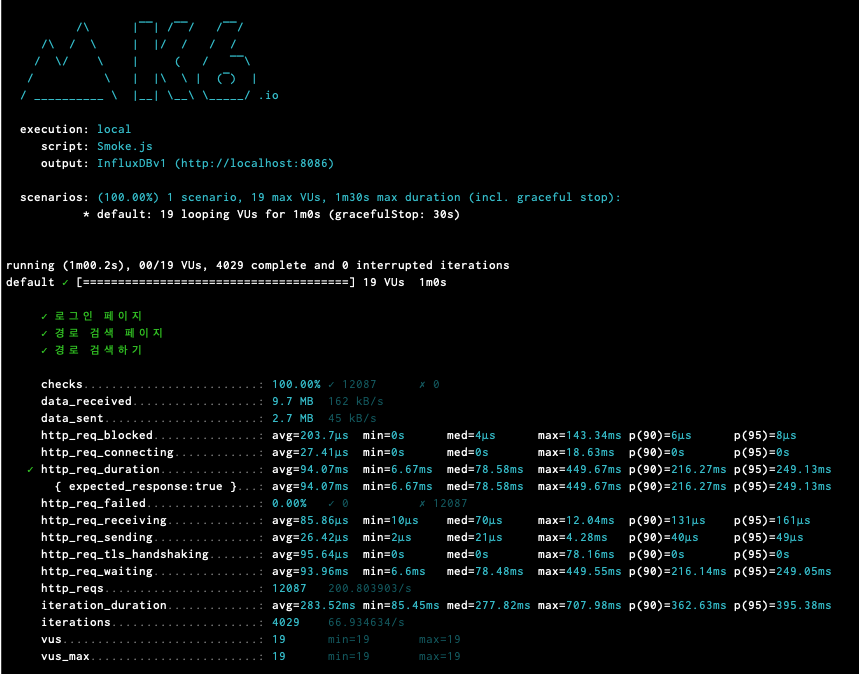 .io
execution: local
script: Smoke.js
output: InfluxDBv1 (http://localhost:8086)
scenarios: (100.00%) 1 scenario, 19 max VUs, 1m30s max duration (incl. graceful stop):
* default: 19 looping VUs for 1m0s (gracefulStop: 30s)
running (1m00.2s), 00/19 VUs, 4029 complete and 0 interrupted iterations
default ✓ [======================================] 19 VUs  1m0s
✓ 로그인 페이지
✓ 경로 검색 페이지
✓ 경로 검색하기
checks.........................: 100.00% ✓ 12087      ✗ 0
data_received..................: 9.7 MB  162 kB/s
data_sent......................: 2.7 MB  45 kB/s
http_req_blocked...............: avg=203.7µs  min=0s      med=4µs     max=143.34ms p(90)=6µs      p(95)=8µs
http_req_connecting............: avg=27.41µs  min=0s      med=0s      max=18.63ms  p(90)=0s       p(95)=0s
✓ http_req_duration..............: avg=94.07ms  min=6.67ms  med=78.58ms  max=449.67ms p(90)=216.27ms p(95)=249.13ms
{ expected_response:true }...: avg=94.07ms  min=6.67ms  med=78.58ms  max=449.67ms p(90)=216.27ms p(95)=249.13ms
http_req_failed................: 0.00%   ✓ 0          ✗ 12087
http_req_receiving.............: avg=85.86µs  min=10µs    med=70µs    max=12.04ms  p(90)=131µs    p(95)=161µs
http_req_sending...............: avg=26.42µs  min=2µs     med=21µs    max=4.28ms   p(90)=40µs     p(95)=49µs
http_req_tls_handshaking.......: avg=95.64µs  min=0s      med=0s      max=78.16ms  p(90)=0s       p(95)=0s
http_req_waiting...............: avg=93.96ms  min=6.6ms   med=78.48ms  max=449.55ms p(90)=216.14ms p(95)=249.05ms
http_reqs......................: 12087   200.803903/s
iteration_duration.............: avg=283.52ms min=85.45ms med=277.82ms max=707.98ms p(90)=362.63ms p(95)=395.38ms
iterations.....................: 4029    66.934634/s
vus............................: 19      min=19       max=19
vus_max........................: 19      min=19       max=19